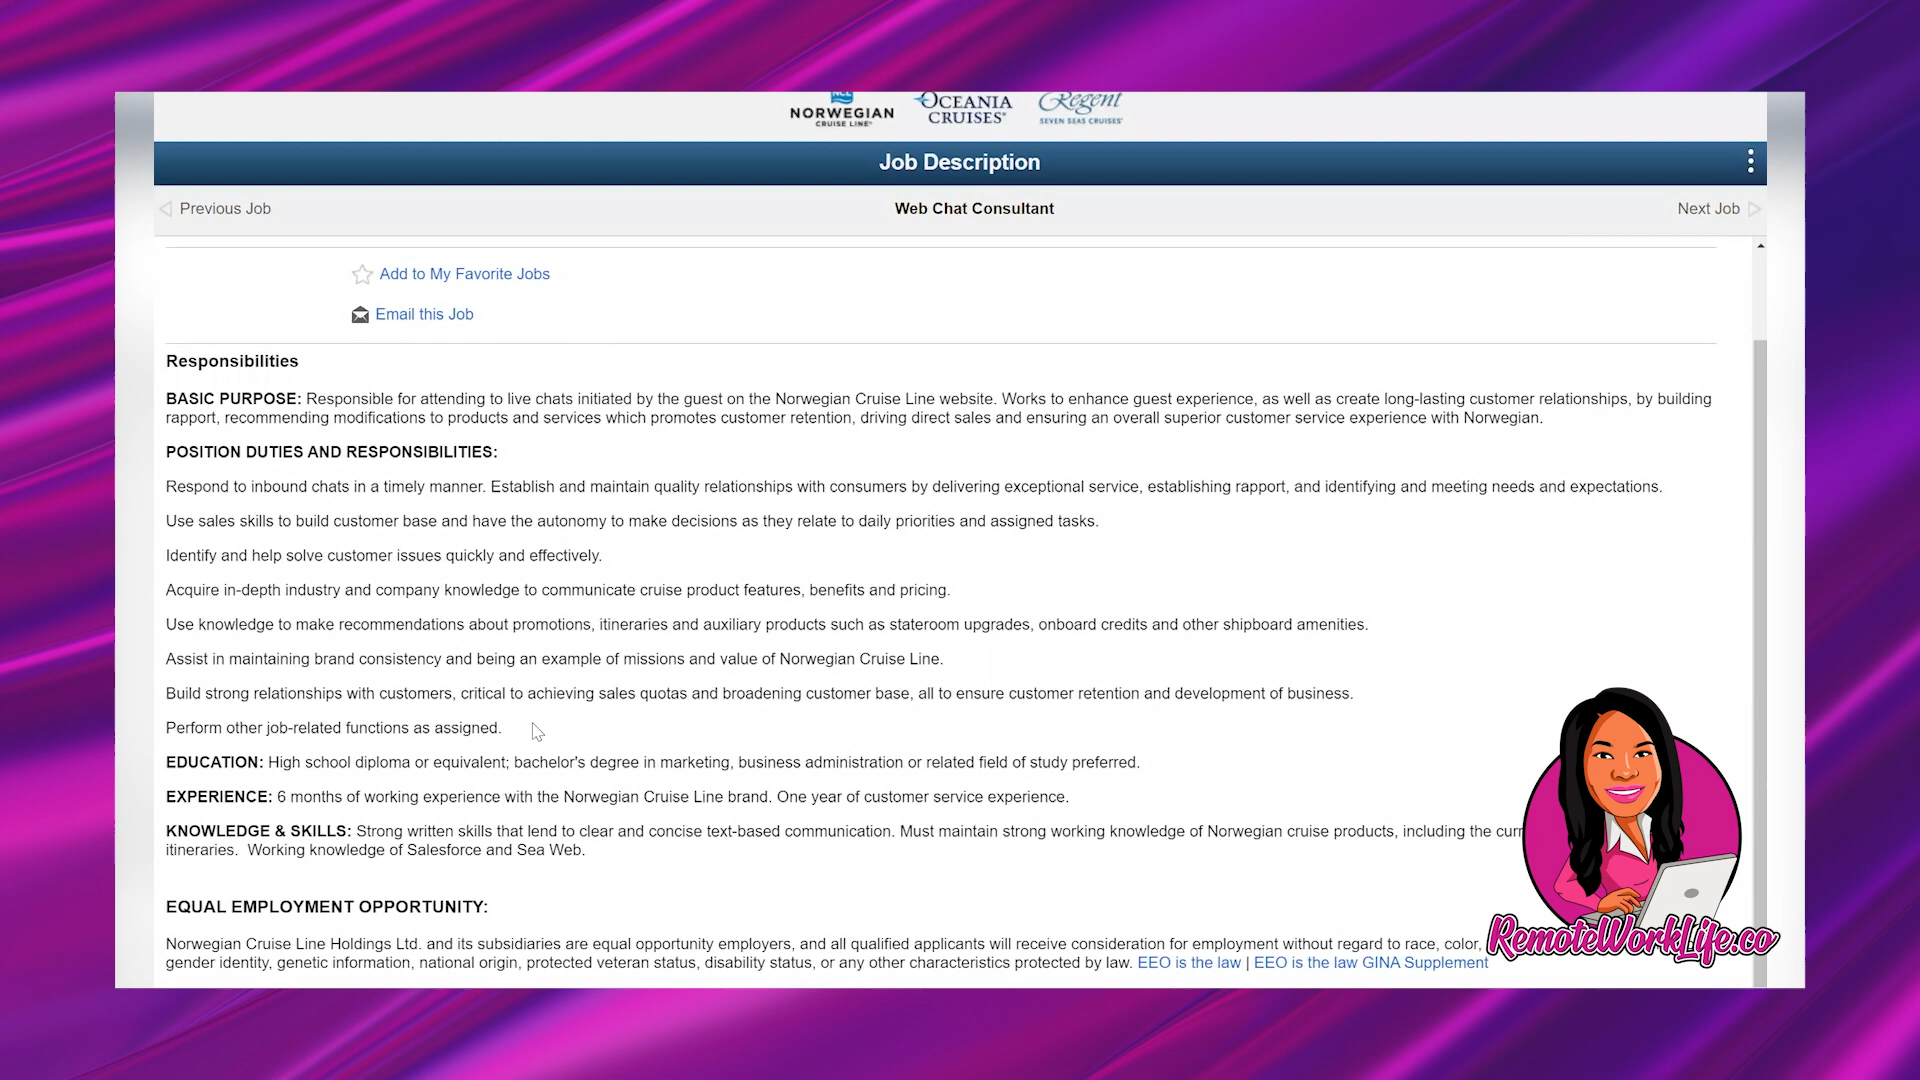 NCL
NORWEGIAN
CRUISE LINE®
OCEANIA
CRUISES®
Regent
SEVEN SEAS CRUISES®
Job Description
Previous Job
Web Chat Consultant
Next Job
Add to My Favorite Jobs
Email this Job
Responsibilities
BASIC PURPOSE: Responsible for attending to live chats initiated by the guest on the Norwegian Cruise Line website. Works to enhance guest experience, as well as create long-lasting customer relationships, by building
rapport, recommending modifications to products and services which promotes customer retention, driving direct sales and ensuring an overall superior customer service experience with Norwegian.
POSITION DUTIES AND RESPONSIBILITIES:
Respond to inbound chats in a timely manner. Establish and maintain quality relationships with consumers by delivering exceptional service, establishing rapport, and identifying and meeting needs and expectations.
Use sales skills to build customer base and have the autonomy to make decisions as they relate to daily priorities and assigned tasks.
Identify and help solve customer issues quickly and effectively.
Acquire in-depth industry and company knowledge to communicate cruise product features, benefits and pricing.
Use knowledge to make recommendations about promotions, itineraries and auxiliary products such as stateroom upgrades, onboard credits and other shipboard amenities.
Assist in maintaining brand consistency and being an example of missions and value of Norwegian Cruise Line.
Build strong relationships with customers, critical to achieving sales quotas and broadening customer base, all to ensure customer retention and development of business.
Perform other job-related functions as assigned.
EDUCATION: High school diploma or equivalent; bachelor's degree in marketing, business administration or related field of study preferred.
EXPERIENCE: 6 months of working experience with the Norwegian Cruise Line brand. One year of customer service experience.
KNOWLEDGE & SKILLS: Strong written skills that lend to clear and concise text-based communication. Must maintain strong working knowledge of Norwegian cruise products, including the
itineraries. Working knowledge of Salesforce and Sea Web.
EQUAL EMPLOYMENT OPPORTUNITY:
Norwegian Cruise Line Holdings Ltd. and its subsidiaries are equal opportunity employers, and all qualified applicants will receive consideration for employment without regard to race, color,
gender identity, genetic information, national origin, protected veteran status, disability status, or any other characteristics protected by law. EEO is the law | EEO is the law GINA Supplement
RemoteWorkLife.co